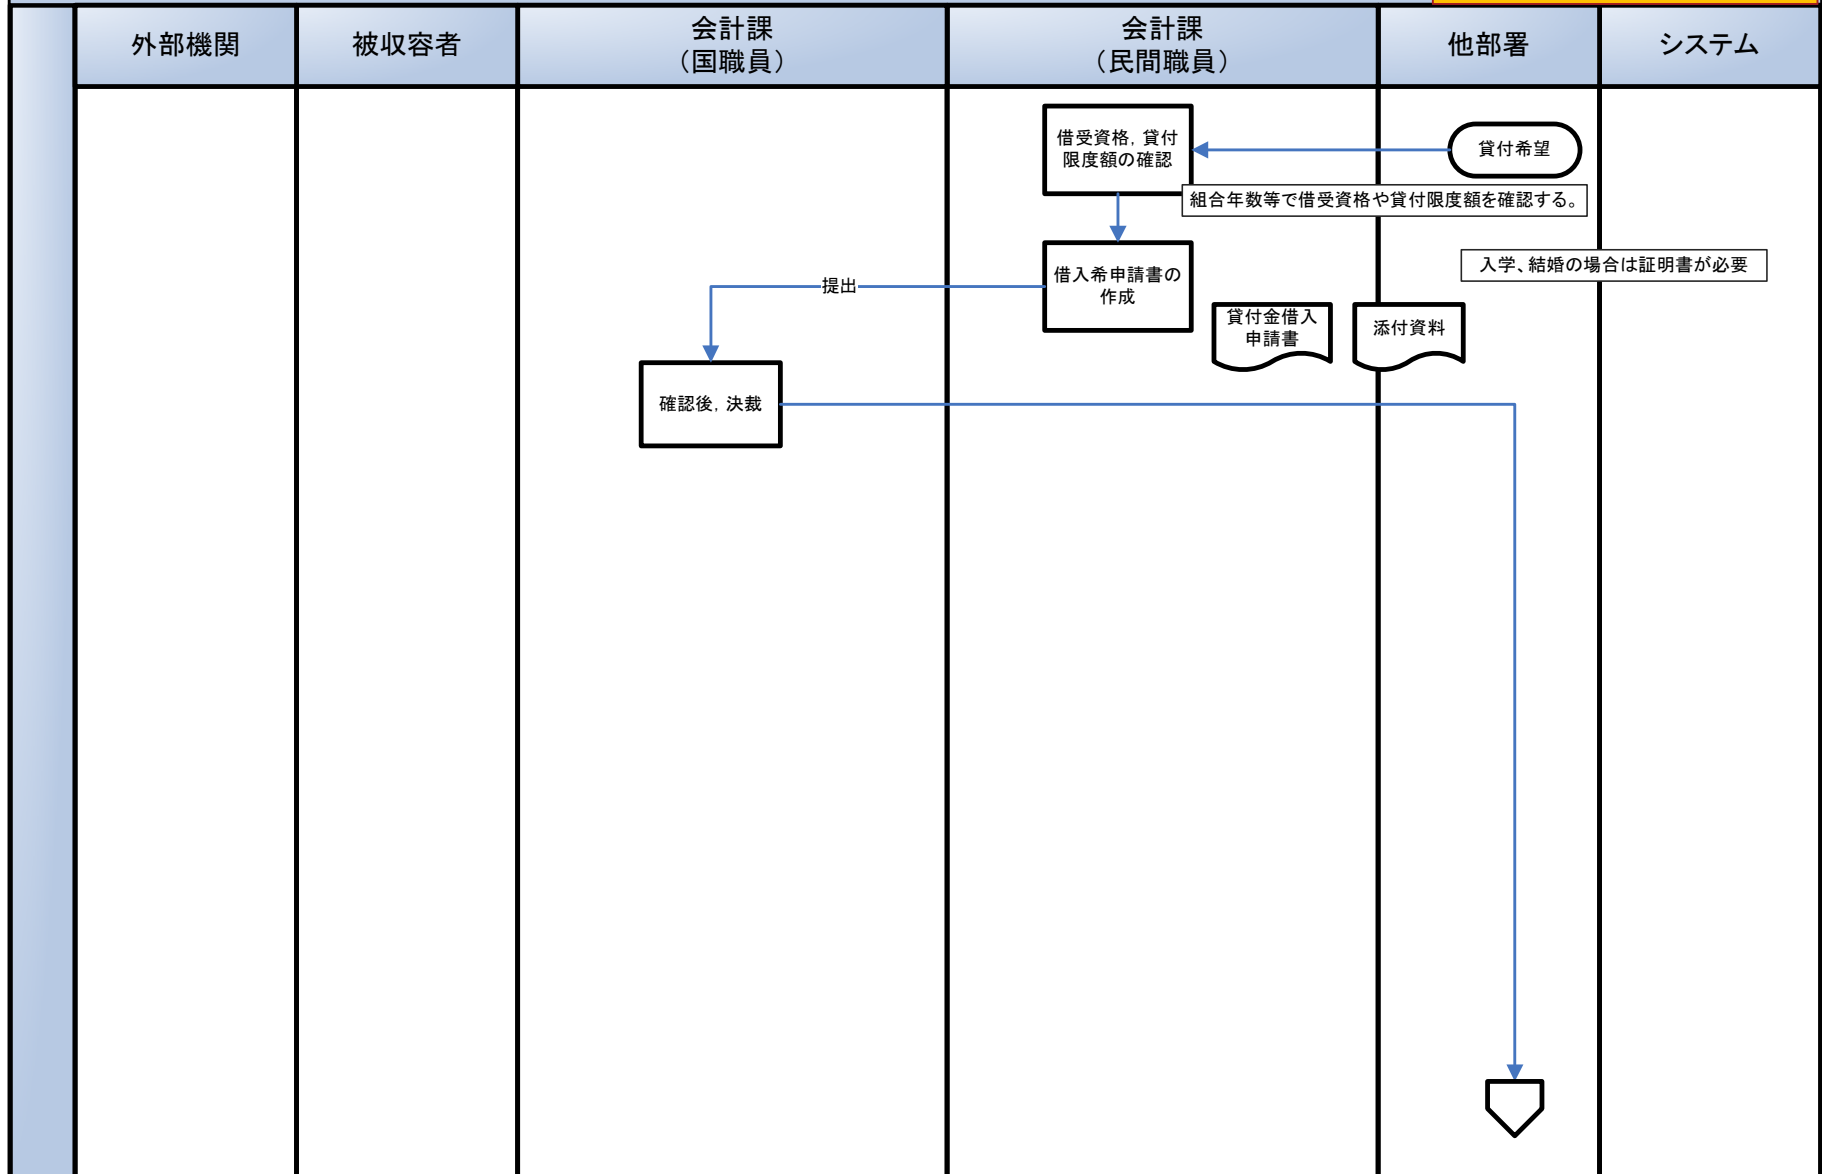 外部機関
被収容者
会計課
（国職員）
会計課
（民間職員）
他部署
システム
借受資格，貸付
限度額の確認
貸付希望
組合年数等で借受資格や貸付限度額を確認する。
入学、結婚の場合は証明書が必要
借入希申請書の
作成
提出
貸付金借入
申請書
添付資料
確認後，決裁